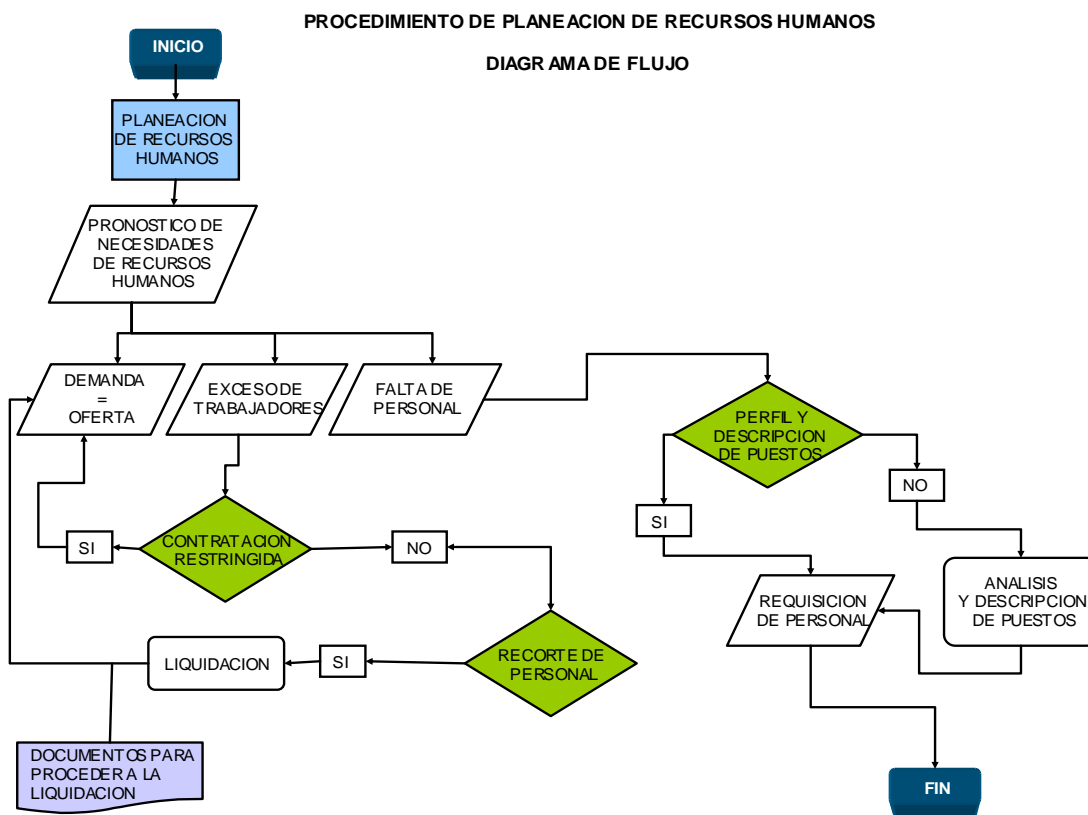 PROCEDIMIENTO DE PLANEACION DE RECURSOS HUMANOS
DIAGRAMA DE FLUJO
INICIO
PLANEACION
DE RECURSOS
HUMANOS
PRONOSTICO DE
NECESIDADES
DE RECURSOS
HUMANOS
DEMANDA
=
OFERTA
EXCESO DE
TRABAJADORES
FALTA DE
PERSONAL
PERFIL Y
DESCRIPCION
DE PUESTOS
SI
NO
CONTRATACION
RESTRINGIDA
SI
NO
REQUISICION
DE PERSONAL
ANALISIS
Y DESCRIPCION
DE PUESTOS
RECORTE DE
PERSONAL
SI
LIQUIDACION
DOCUMENTOS PARA
PROCEDER A LA
LIQUIDACION
FIN